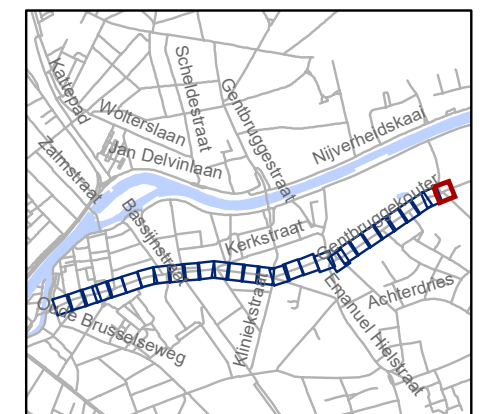 Kattepad
Scheldestraat
Gentbruggestraat
Wolterslaan
Nijverheidskaai
Jan Delvinlaan
Zalmstraat
Bassijnstraat
Kerkstraat
Gentbruggekouter
Achterdries
Oude Brusselseweg
Kliniekstraat
Emanuel Hielstraat